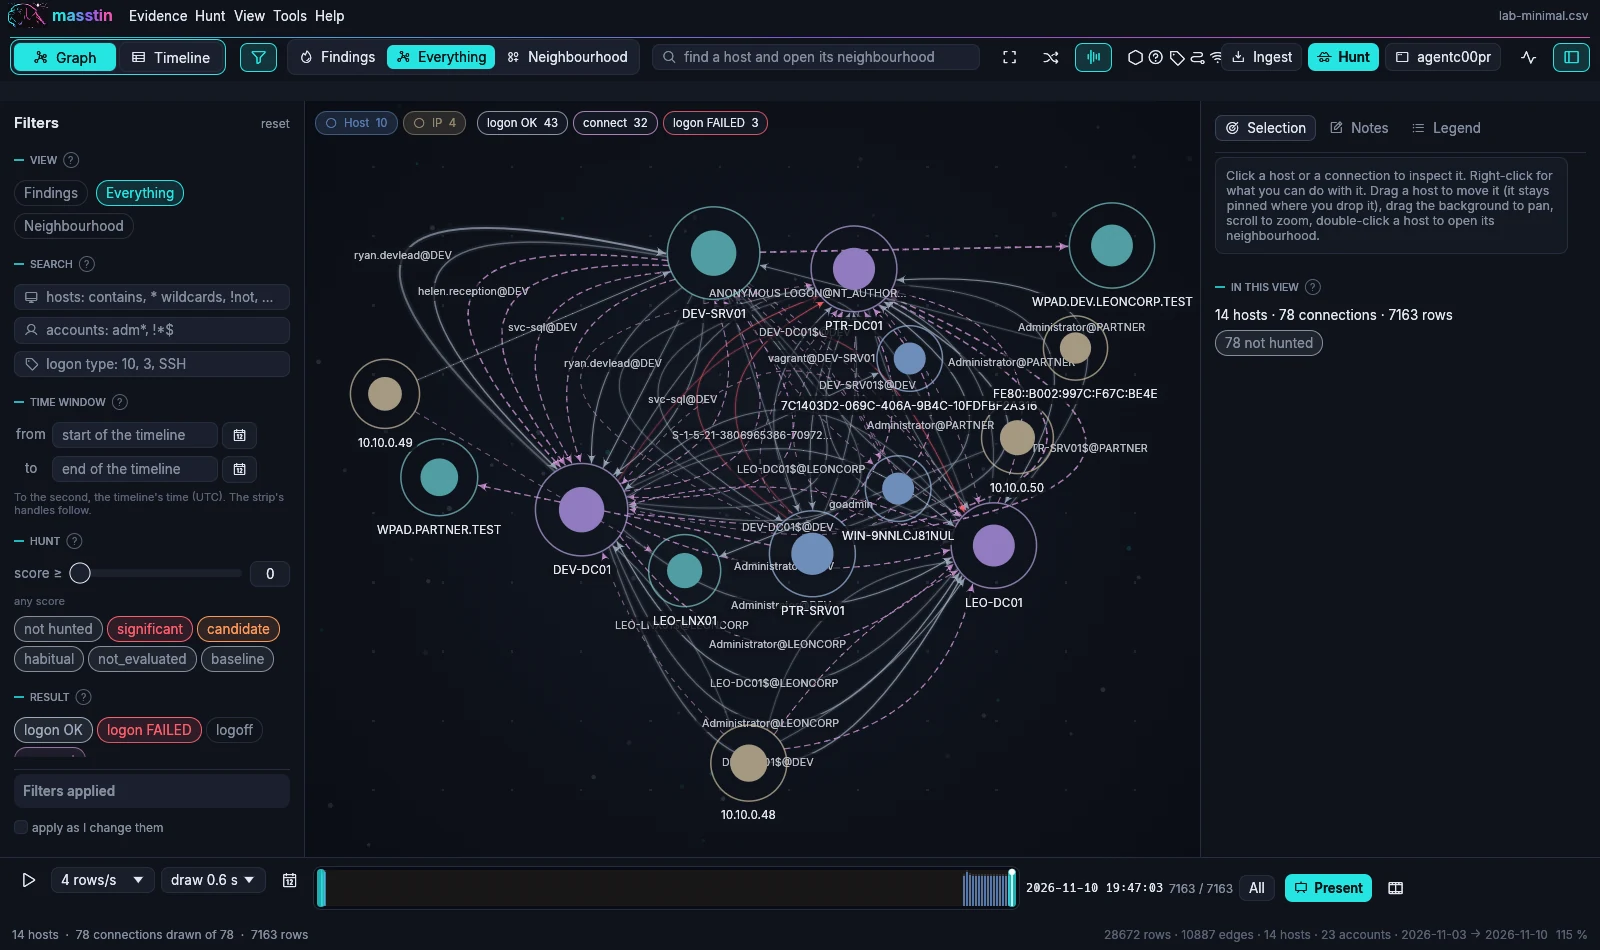 masstin
Evidence Hunt View Tools Help
lab-minimal.csv
Graph
Timeline
Findings
Everything
Neighbourhood
find a host and open its neighbourhood
Ingest
Hunt
agentc00pr
Filters
reset
VIEW ?
Findings
Everything
Neighbourhood
SEARCH ?
hosts: contains, * wildcards, !not, ...
accounts: adm*, !*$
logon type: 10, 3, SSH
TIME WINDOW ?
from start of the timeline
to end of the timeline
To the second, the timeline's time (UTC). The strip's
handles follow.
HUNT ?
score ≥ 0
any score
not hunted
significant
candidate
habitual
not_evaluated
baseline
RESULT ?
logon OK
logon FAILED
logoff
Filters applied
apply as I change them
Host 10
IP 4
logon OK 43
connect 32
logon FAILED 3
ryan.devlead@DEV
helen.reception@DEV
svc-sql@DEV
ryan.devlead@DEV
svc-sql@DEV
ANONYMOUS LOGON@NT_AUTHOR...
DEV-SRV01
PTR-DC01
WPAD.DEV.LEONCORP.TEST
Administrator@PARTNER
vagrant@DEV-SRV01
Administrator@PARTNER
DEV-SRV01$@DEV
FE80::B002:997C:F67C:BE4E
7C1403D2-069C-406A-9B4C-10FDFBF2A316
Administrator@PARTNER
S-1-5-21-3806965386-70972...
10.10.0.49
LEO-DC01$@LEONCORP
10.10.0.50
goadmin
WPAD.PARTNER.TEST
DEV-DC01$@DEV
WIN-9NNLCJ81NUL
DEV-DC01
PTR-SRV01
LEO-DC01
LEO-LNX01
Administrator@LEONCORP
LEO-DC01$@LEONCORP
Administrator@LEONCORP
10.10.0.48
Selection
Notes
Legend
Click a host or a connection to inspect it. Right-click for
what you can do with it. Drag a host to move it (it stays
pinned where you drop it), drag the background to pan,
scroll to zoom, double-click a host to open its
neighbourhood.
IN THIS VIEW ?
14 hosts · 78 connections · 7163 rows
78 not hunted
4 rows/s
draw 0.6 s
2026-11-10 19:47:03 7163 / 7163
All
Present
14 hosts · 78 connections drawn of 78 · 7163 rows
28672 rows · 10887 edges · 14 hosts · 23 accounts · 2026-11-03 → 2026-11-10 115 %